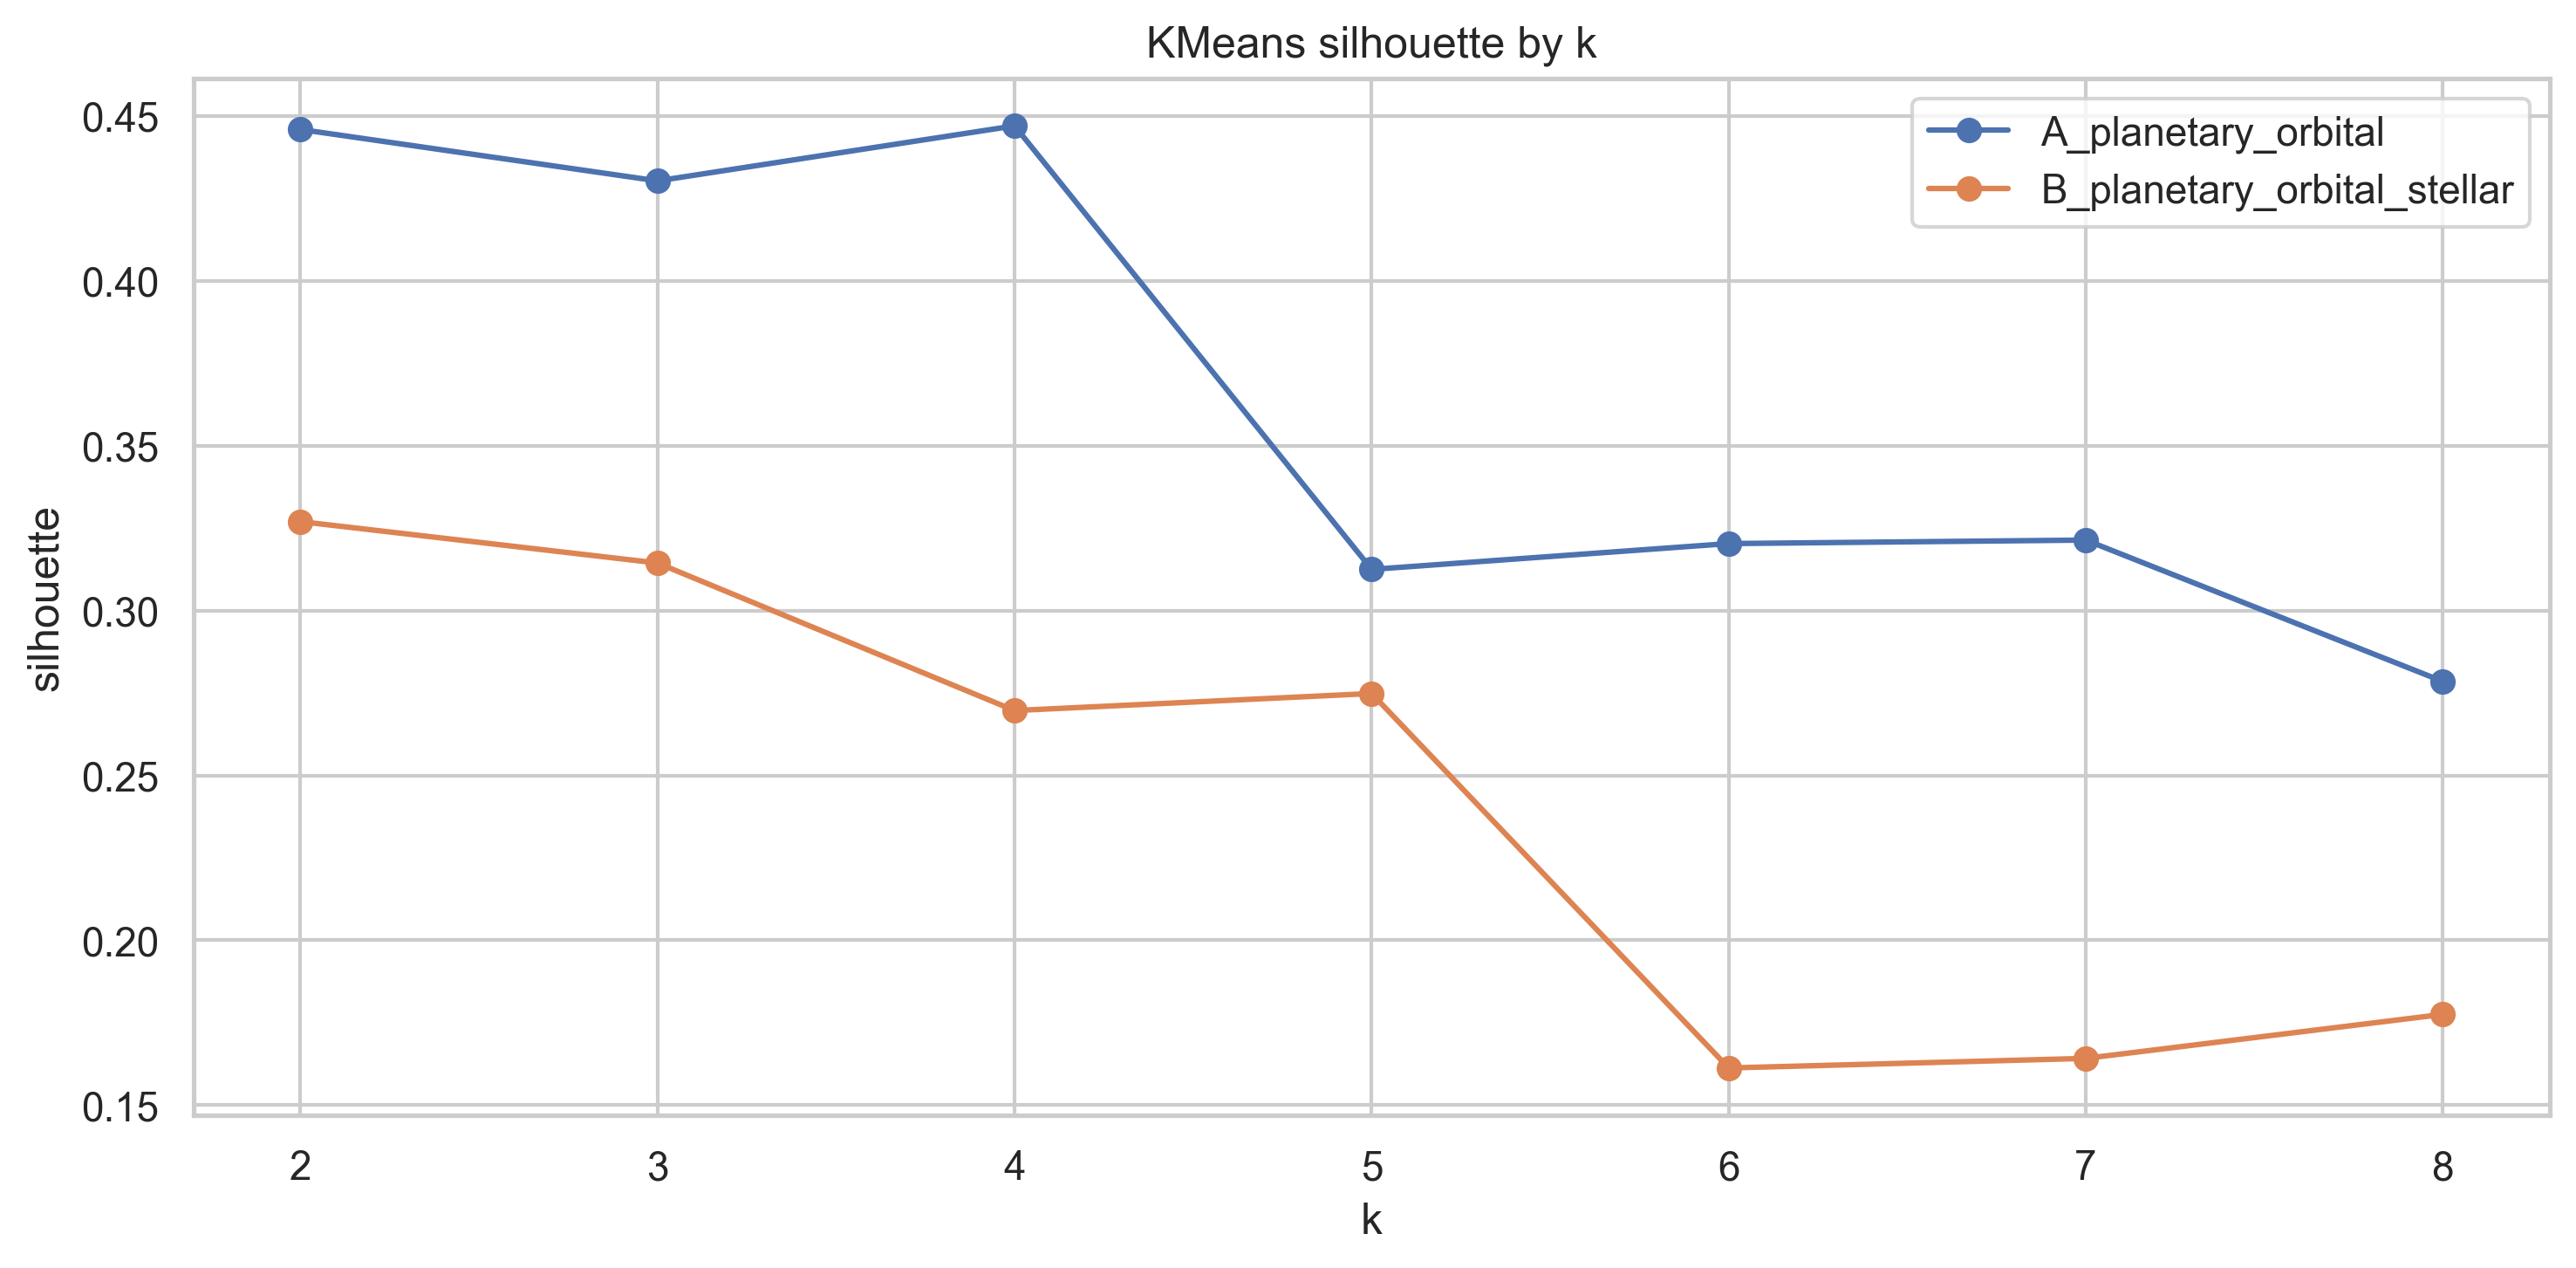 KMeans silhouette by k
A_planetary_orbital
B_planetary_orbital_stellar
silhouette
0.45
0.40
0.35
0.30
0.25
0.20
0.15
2 3 4 5 6 7 8
k